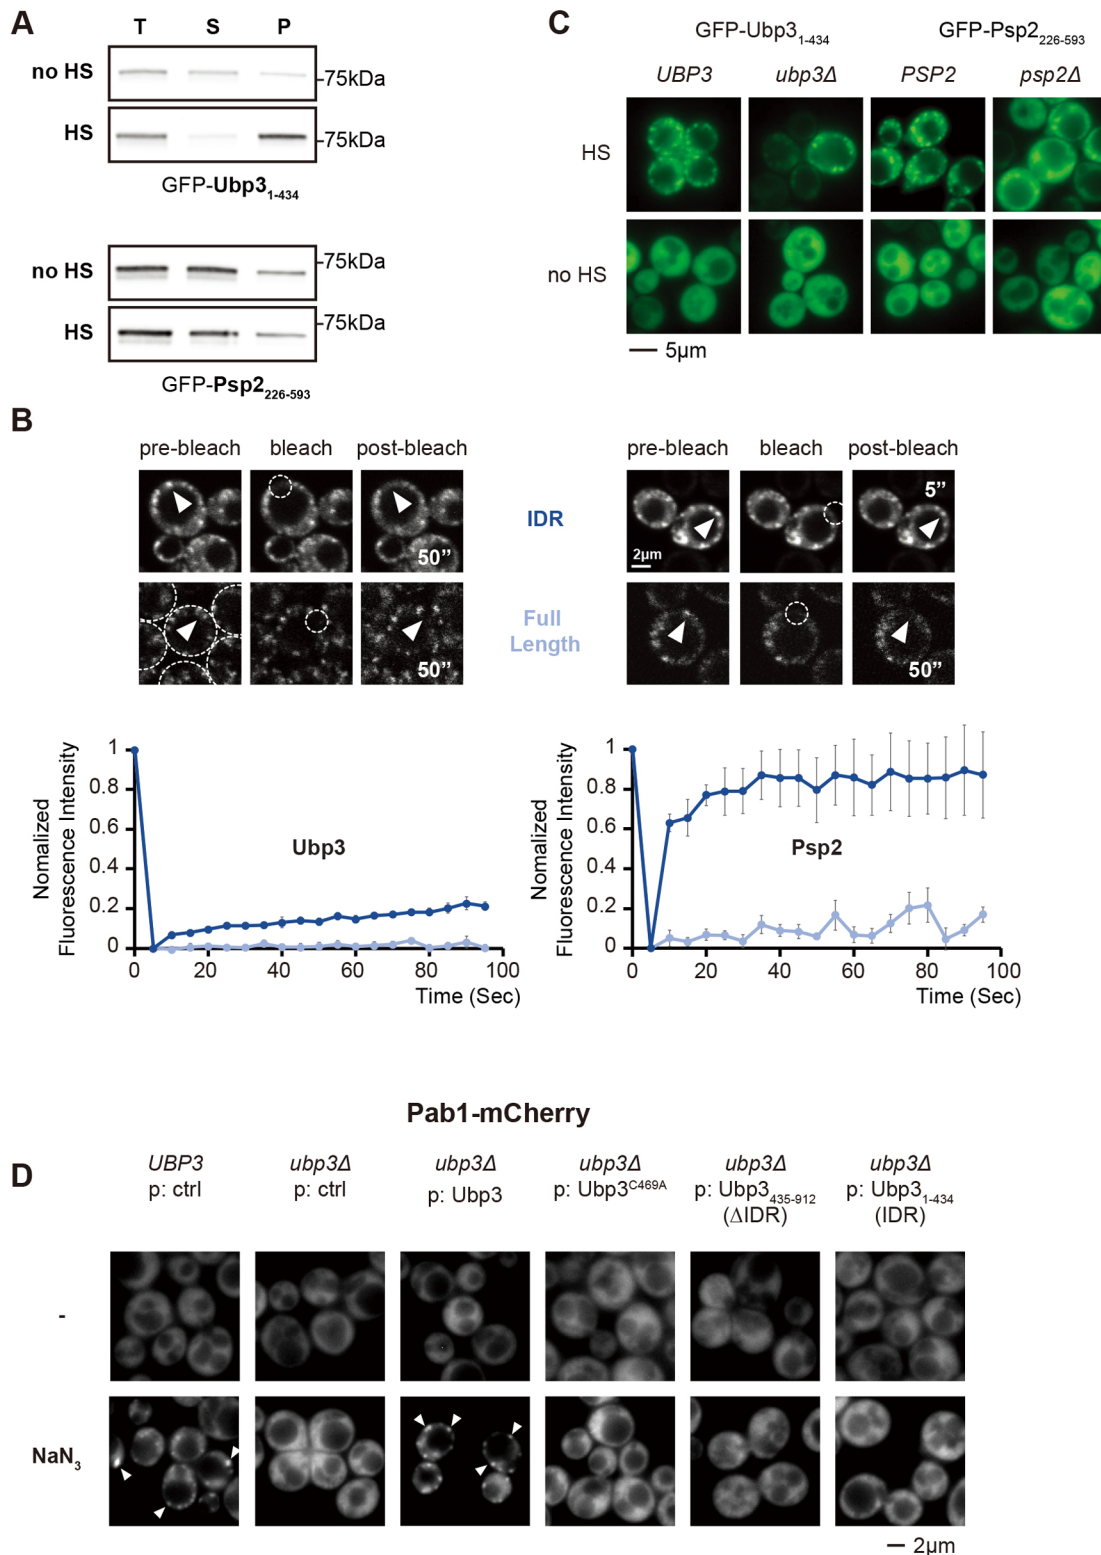 A
T S P
no HS
-75kDa
HS
-75kDa
GFP-Ubp3₁₋₄₃₄
no HS
-75kDa
HS
-75kDa
GFP-Psp2₂₂₆₋₅₉₃
C
GFP-Ubp3₁₋₄₃₄ GFP-Psp2₂₂₆₋₅₉₃
UBP3 ubp3Δ PSP2 psp2Δ
HS
no HS
5µm
B
pre-bleach bleach post-bleach
pre-bleach bleach post-bleach
50”
IDR
2µm
5”
50”
Full
Length
50”
Nomalized
Fluorescence Intensity
1
0.8
0.6
0.4
0.2
0
Ubp3
0 20 40 60 80 100
Time (Sec)
Nomalized
Fluorescence Intensity
1
0.8
0.6
0.4
0.2
0
Psp2
0 20 40 60 80 100
Time (Sec)
Pab1-mCherry
D
UBP3 ubp3Δ ubp3Δ ubp3Δ ubp3Δ ubp3Δ
p: ctrl p: ctrl p: Ubp3 p: Ubp3ᶜ⁴⁶⁹ᴬ p: Ubp3₄₃₅₋₉₁₂ p: Ubp3₁₋₄₃₄
(ΔIDR) (IDR)
-
NaN₃
2µm